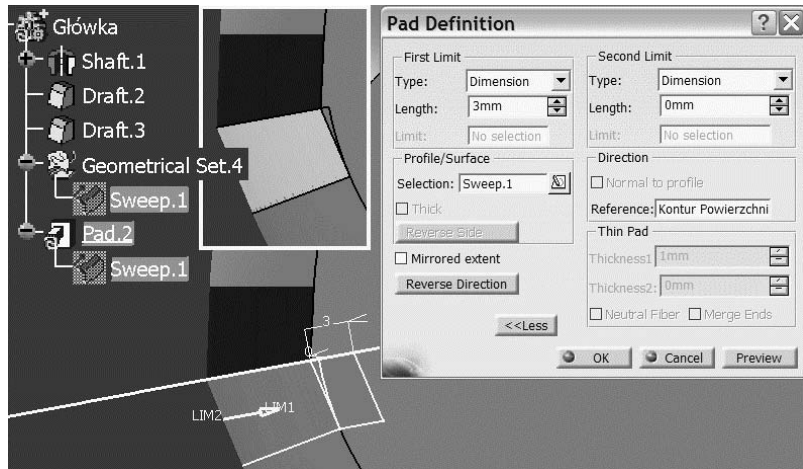 Główka
Shaft.1
Draft.2
Draft.3
Geometrical Set.4
Sweep.1
Pad.2
Sweep.1
3
0
LIM2
LIM1
Pad Definition
First Limit
Type: Dimension
Length: 3mm
Limit: No selection
Second Limit
Type: Dimension
Length: 0mm
Limit: No selection
Profile/Surface
Selection: Sweep.1
Thick
Reverse Side
Mirrored extent
Reverse Direction
<<Less
Direction
Normal to profile
Reference: Kontur Powierzchni
Thin Pad
Thickness1 1mm
Thickness2: 0mm
Neutral Fiber Merge Ends
OK Cancel Preview